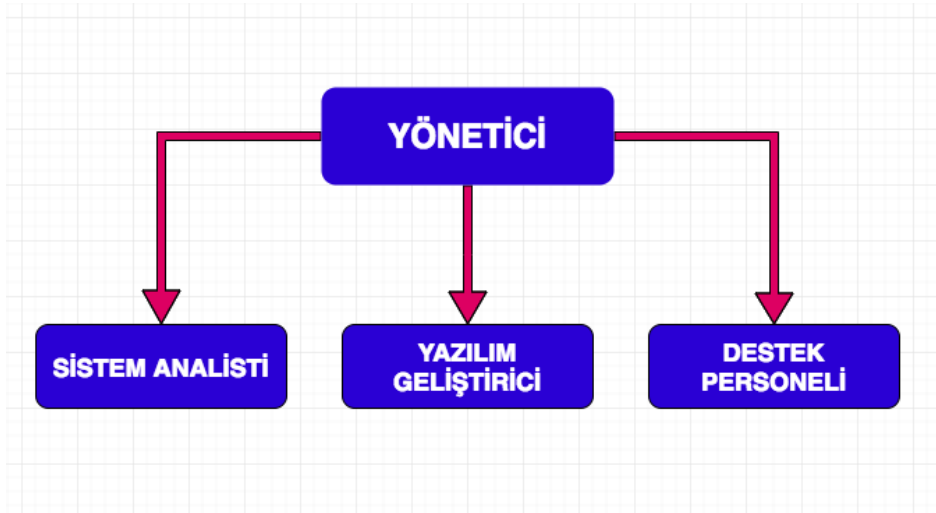 YÖNETİCİ
SİSTEM ANALİSTİ
YAZILIM
GELİŞTİRİCİ
DESTEK
PERSONELİ